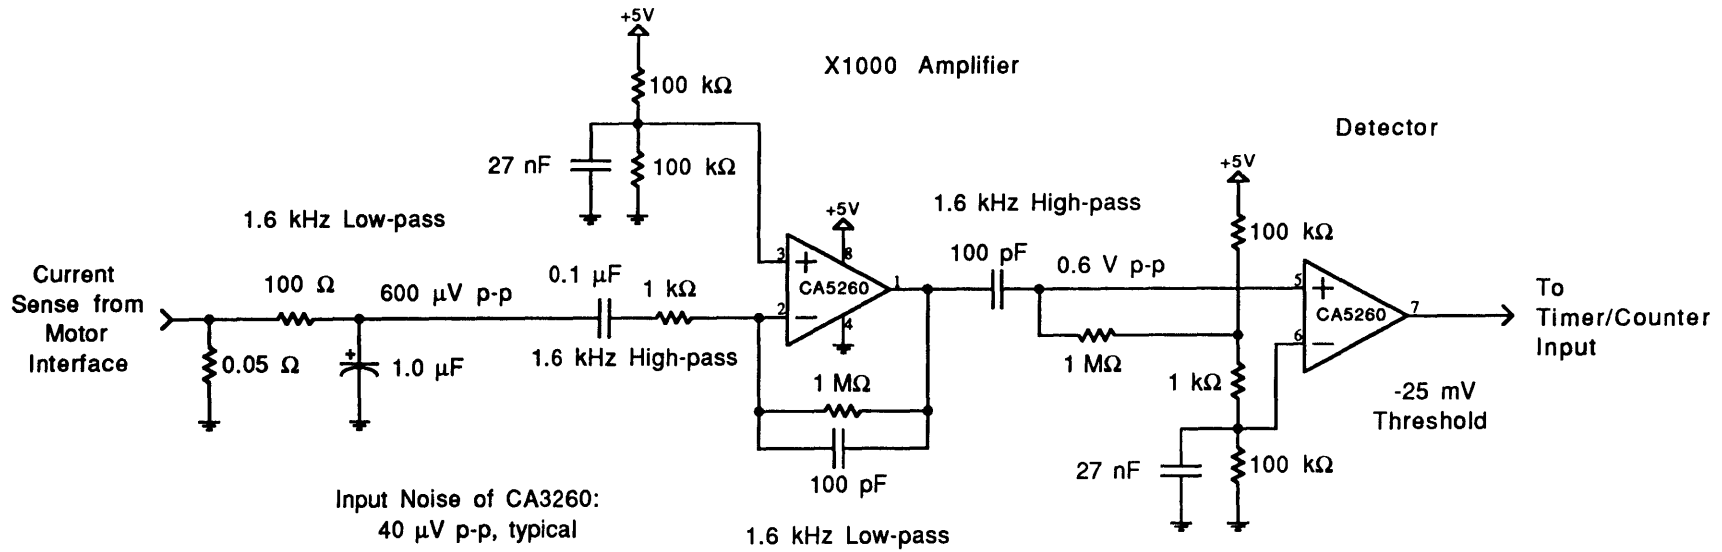 +5V
X1000 Amplifier
100 kΩ
Detector
27 nF
100 kΩ
+5V
1.6 kHz Low-pass
+5V
1.6 kHz High-pass
100 kΩ
Current
Sense from
Motor
Interface
100 Ω
600 μV p-p
0.1 μF
1 kΩ
3
+
8
CA5260
1
2
−
4
100 pF
0.6 V p-p
5
+
CA5260
7
6
−
To
Timer/Counter
Input
0.05 Ω
+
1.0 μF
1.6 kHz High-pass
1 MΩ
1 MΩ
1 kΩ
-25 mV
Threshold
100 pF
27 nF
100 kΩ
Input Noise of CA3260:
40 μV p-p, typical
1.6 kHz Low-pass